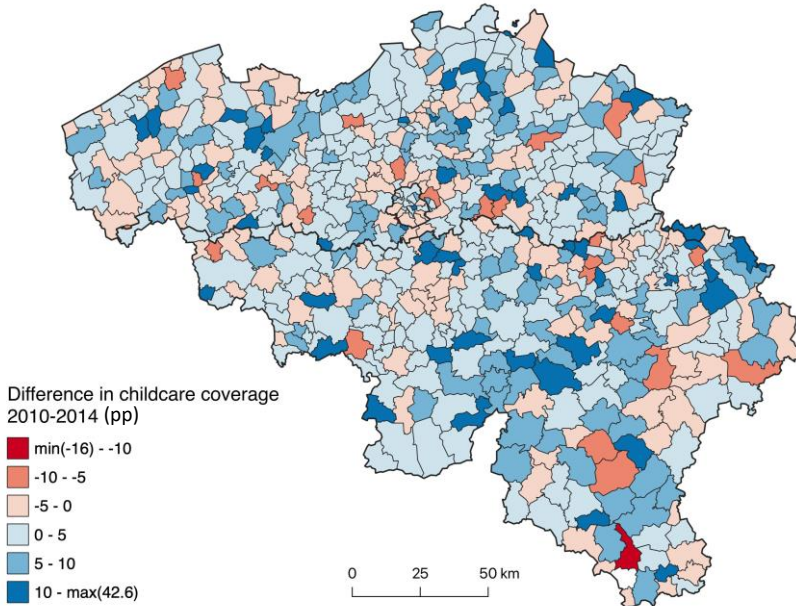 Difference in childcare coverage
2010-2014 (pp)
min(-16) - -10
-10 - -5
-5 - 0
0 - 5
5 - 10
10 - max(42.6)
0 25 50 km